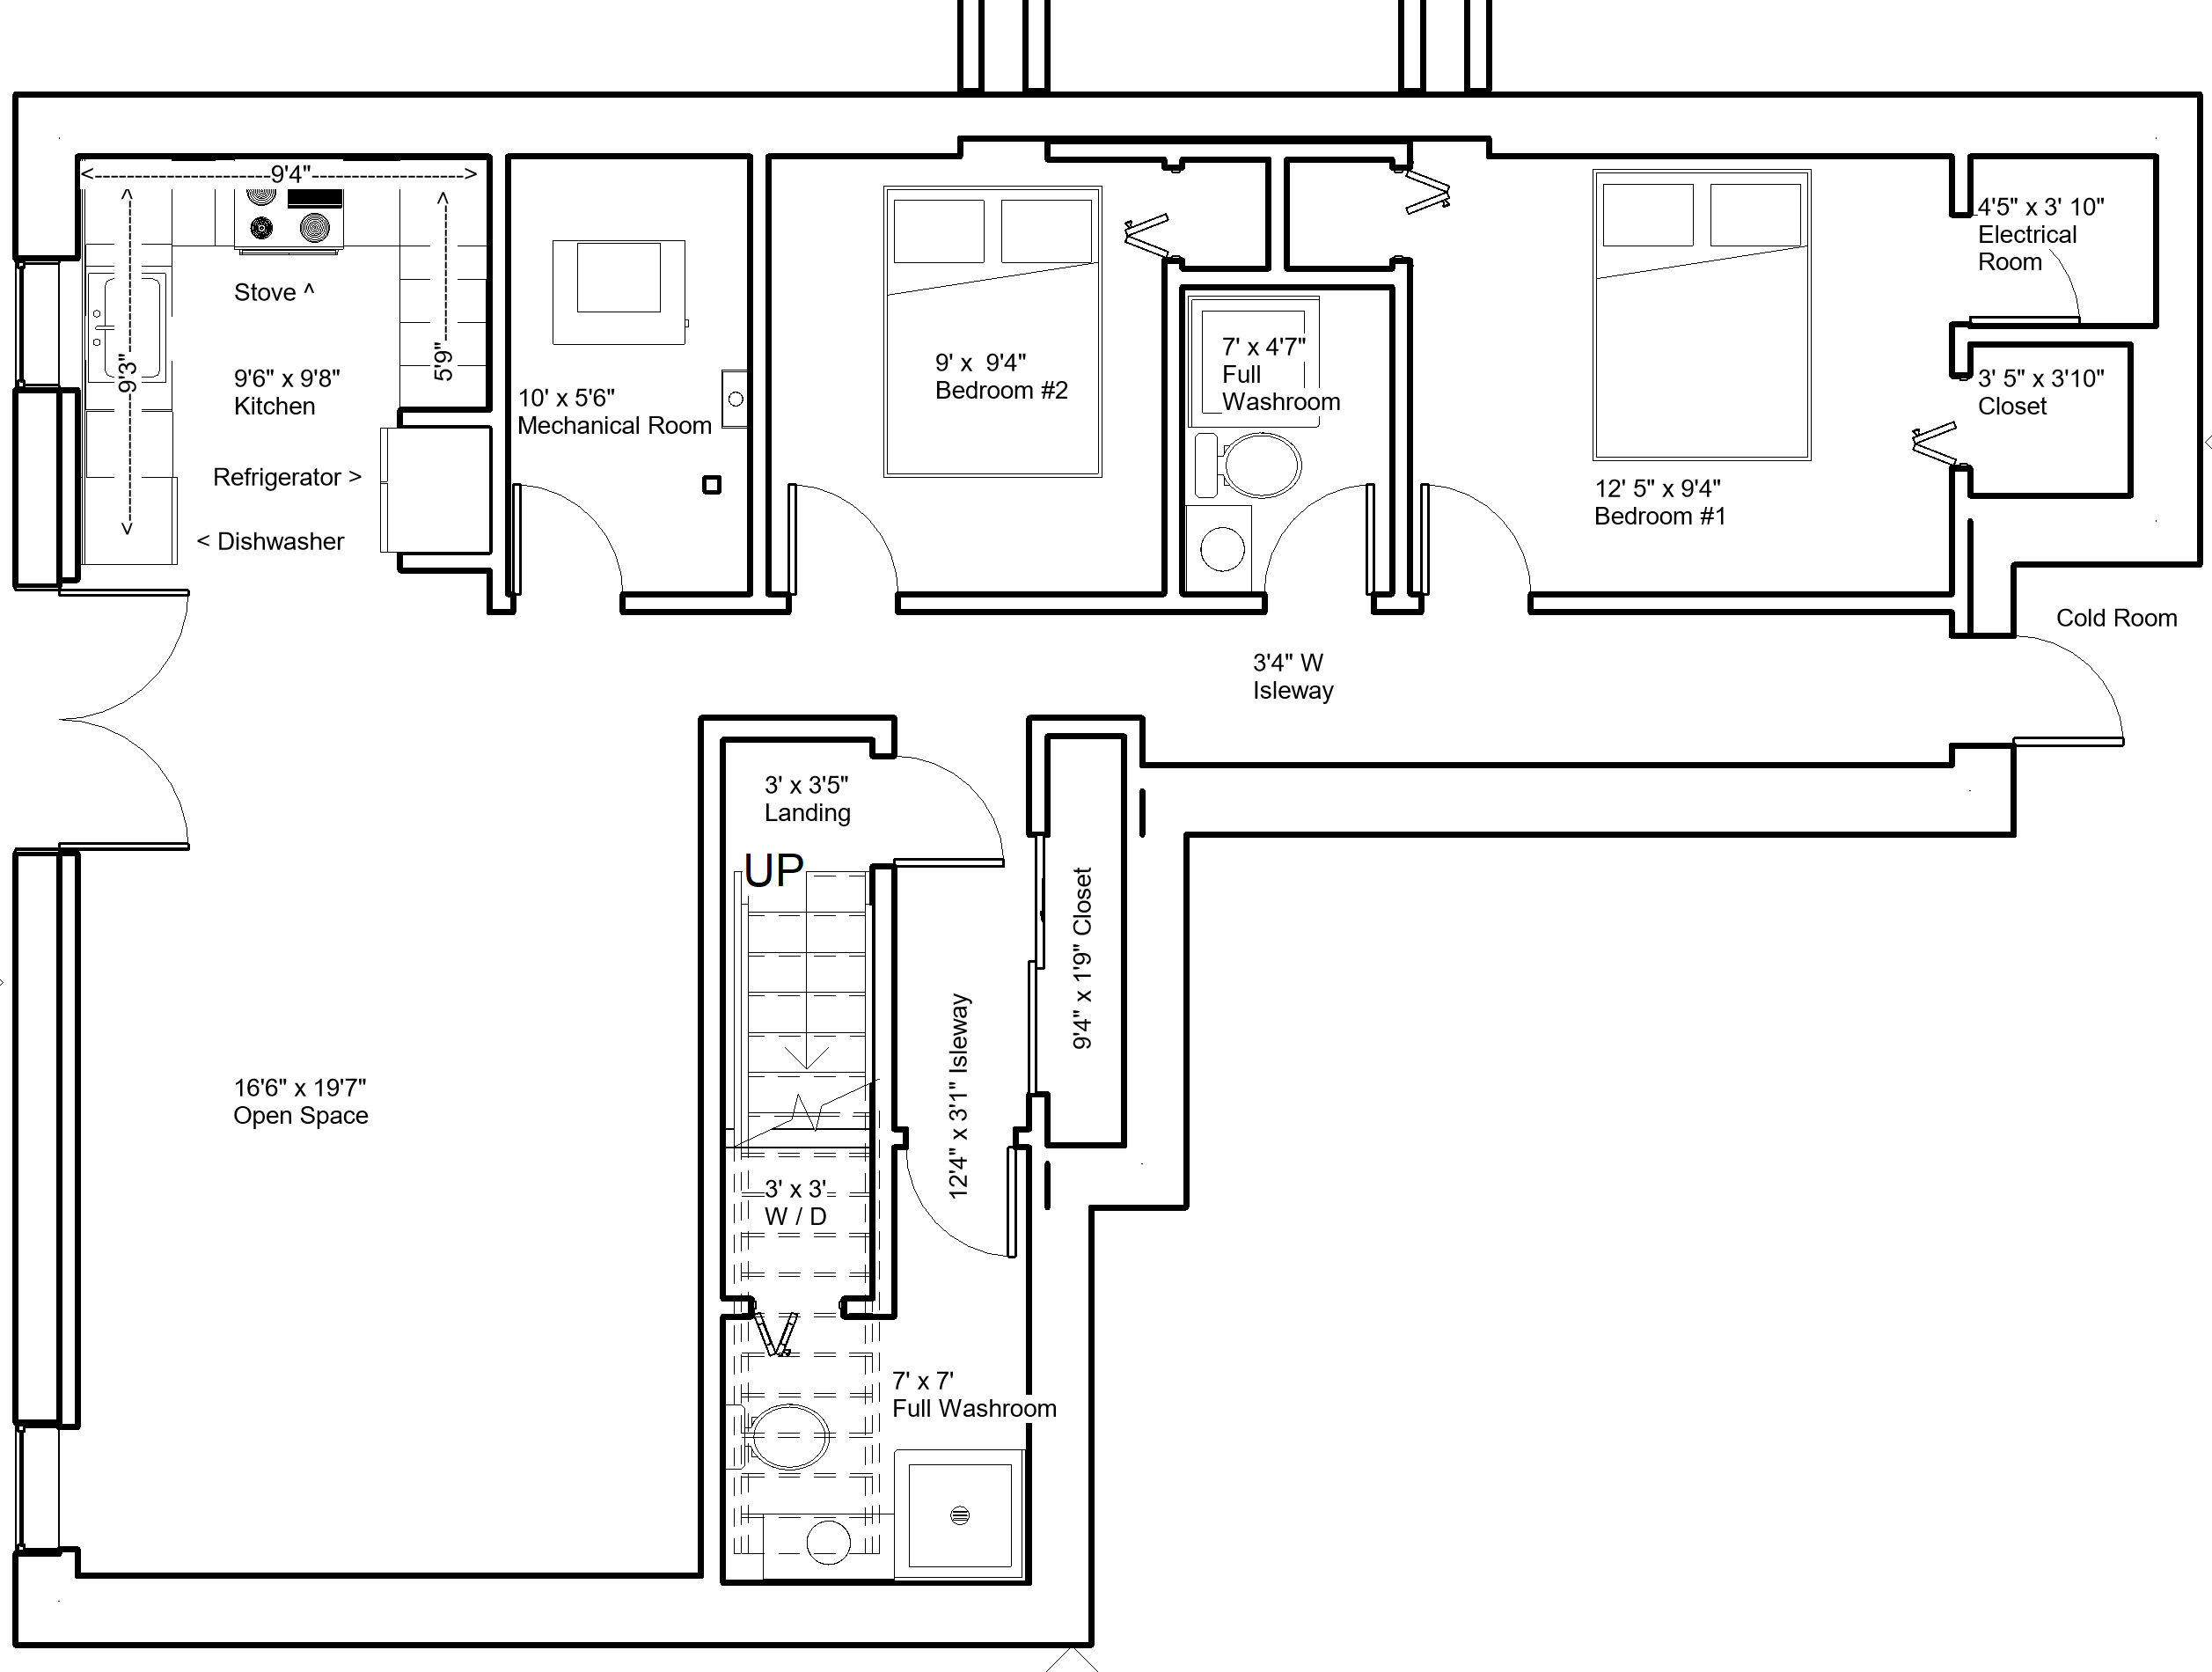 <-------------------------9'4"----------------------->
4'5" x 3' 10"
Electrical
Room
Stove ^
9'3"
5'9"
9'6" x 9'8"
Kitchen
10' x 5'6"
Mechanical Room
9' x  9'4"
Bedroom #2
7' x 4'7"
Full
Washroom
3' 5" x 3'10"
Closet
Refrigerator >
< Dishwasher
12' 5" x 9'4"
Bedroom #1
Cold Room
3'4" W
Isleway
3' x 3'5"
Landing
UP
9'4" x 1'9" Closet
12'4" x 3'1" Isleway
16'6" x 19'7"
Open Space
3' x 3'
W / D
7' x 7'
Full Washroom